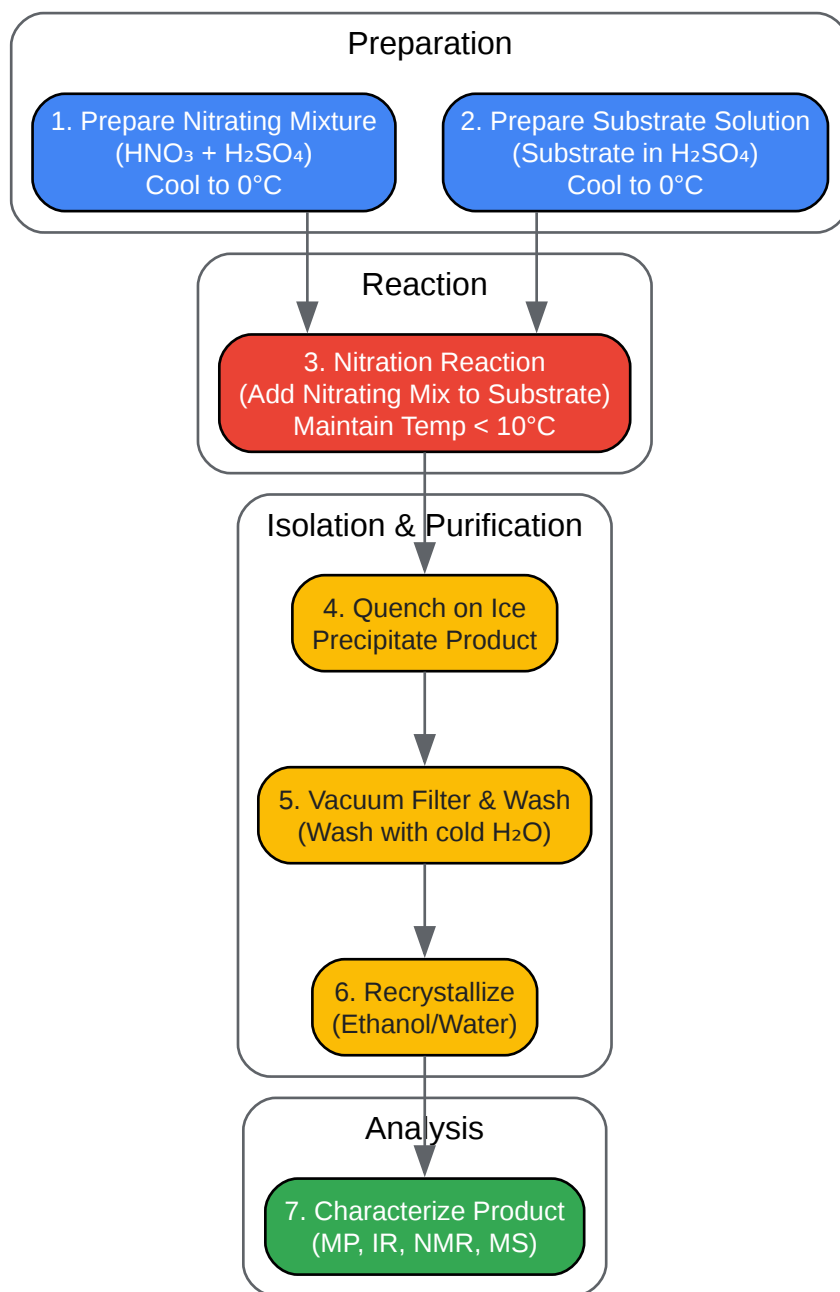 Preparation
1. Prepare Nitrating Mixture
(HNO₃ + H₂SO₄)
Cool to 0°C
2. Prepare Substrate Solution
(Substrate in H₂SO₄)
Cool to 0°C
Reaction
3. Nitration Reaction
(Add Nitrating Mix to Substrate)
Maintain Temp < 10°C
Isolation & Purification
4. Quench on Ice
Precipitate Product
5. Vacuum Filter & Wash
(Wash with cold H₂O)
6. Recrystallize
(Ethanol/Water)
Analysis
7. Characterize Product
(MP, IR, NMR, MS)